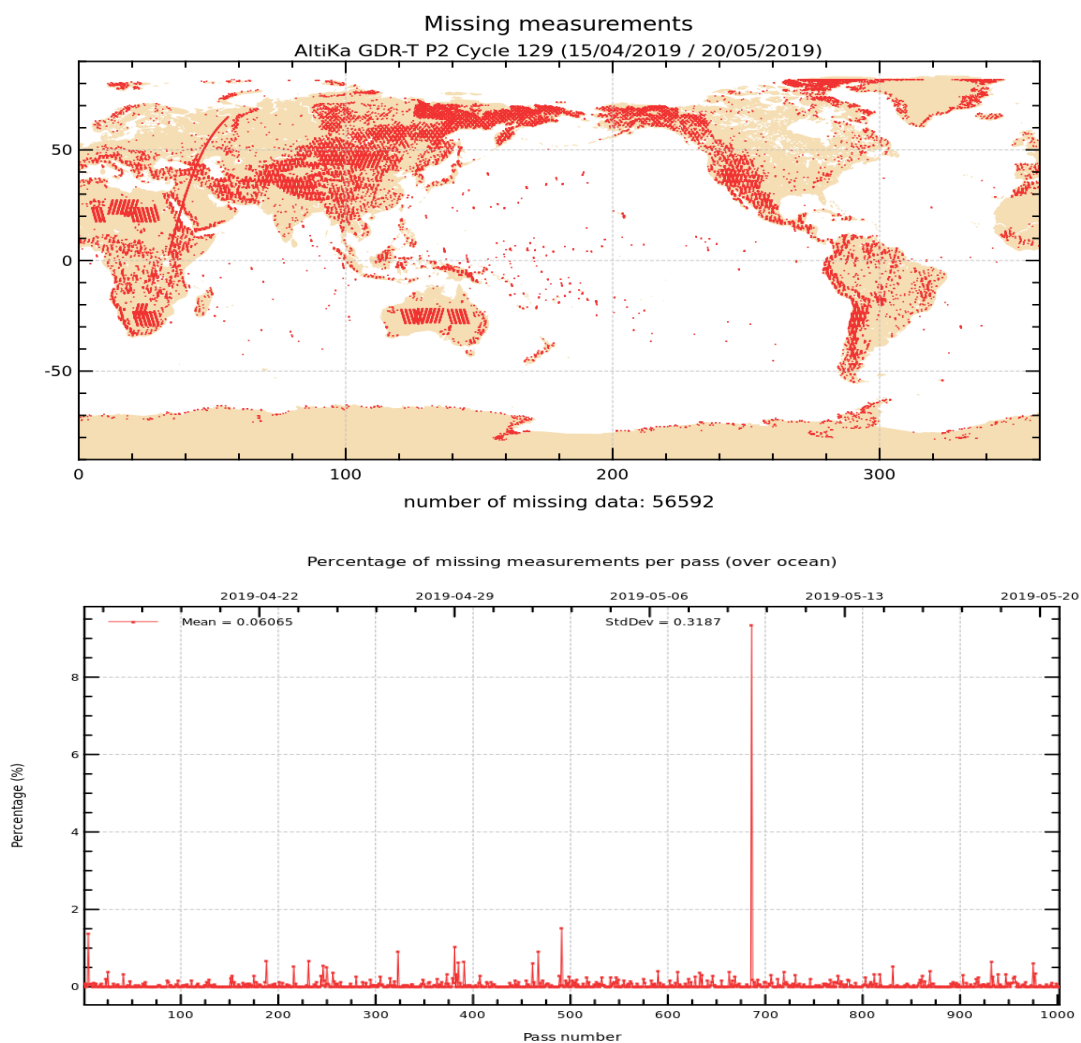 Missing measurements
AltiKa GDR-T P2 Cycle 129 (15/04/2019 / 20/05/2019)
50
0
-50
0 100 200 300
number of missing data: 56592
Percentage of missing measurements per pass (over ocean)
2019-04-22 2019-04-29 2019-05-06 2019-05-13 2019-05-20
Mean = 0.06065 StdDev = 0.3187
8
6
4
2
0
Percentage (%)
100 200 300 400 500 600 700 800 900 1000
Pass number